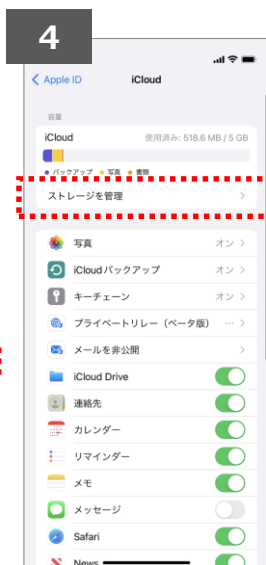 4
Apple ID
iCloud
容量
iCloud 使用済み: 518.6 MB / 5 GB
バックアップ 写真 書類
ストレージを管理
写真 オン
iCloudバックアップ オン
キーチェーン オン
プライベートリレー（ベータ版） ...
メールを非公開
iCloud Drive
連絡先
カレンダー
リマインダー
メモ
メッセージ
Safari
News